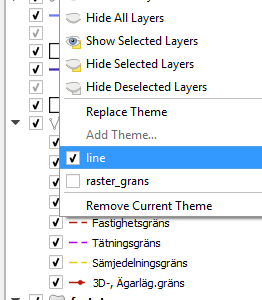 Hide All Layers
Show Selected Layers
Hide Selected Layers
Hide Deselected Layers
Replace Theme
Add Theme...
line
raster_grans
Remove Current Theme
Fastighetsgräns
Tätningsgräns
Sämjedelningsgräns
3D-, Ägarläg.gräns